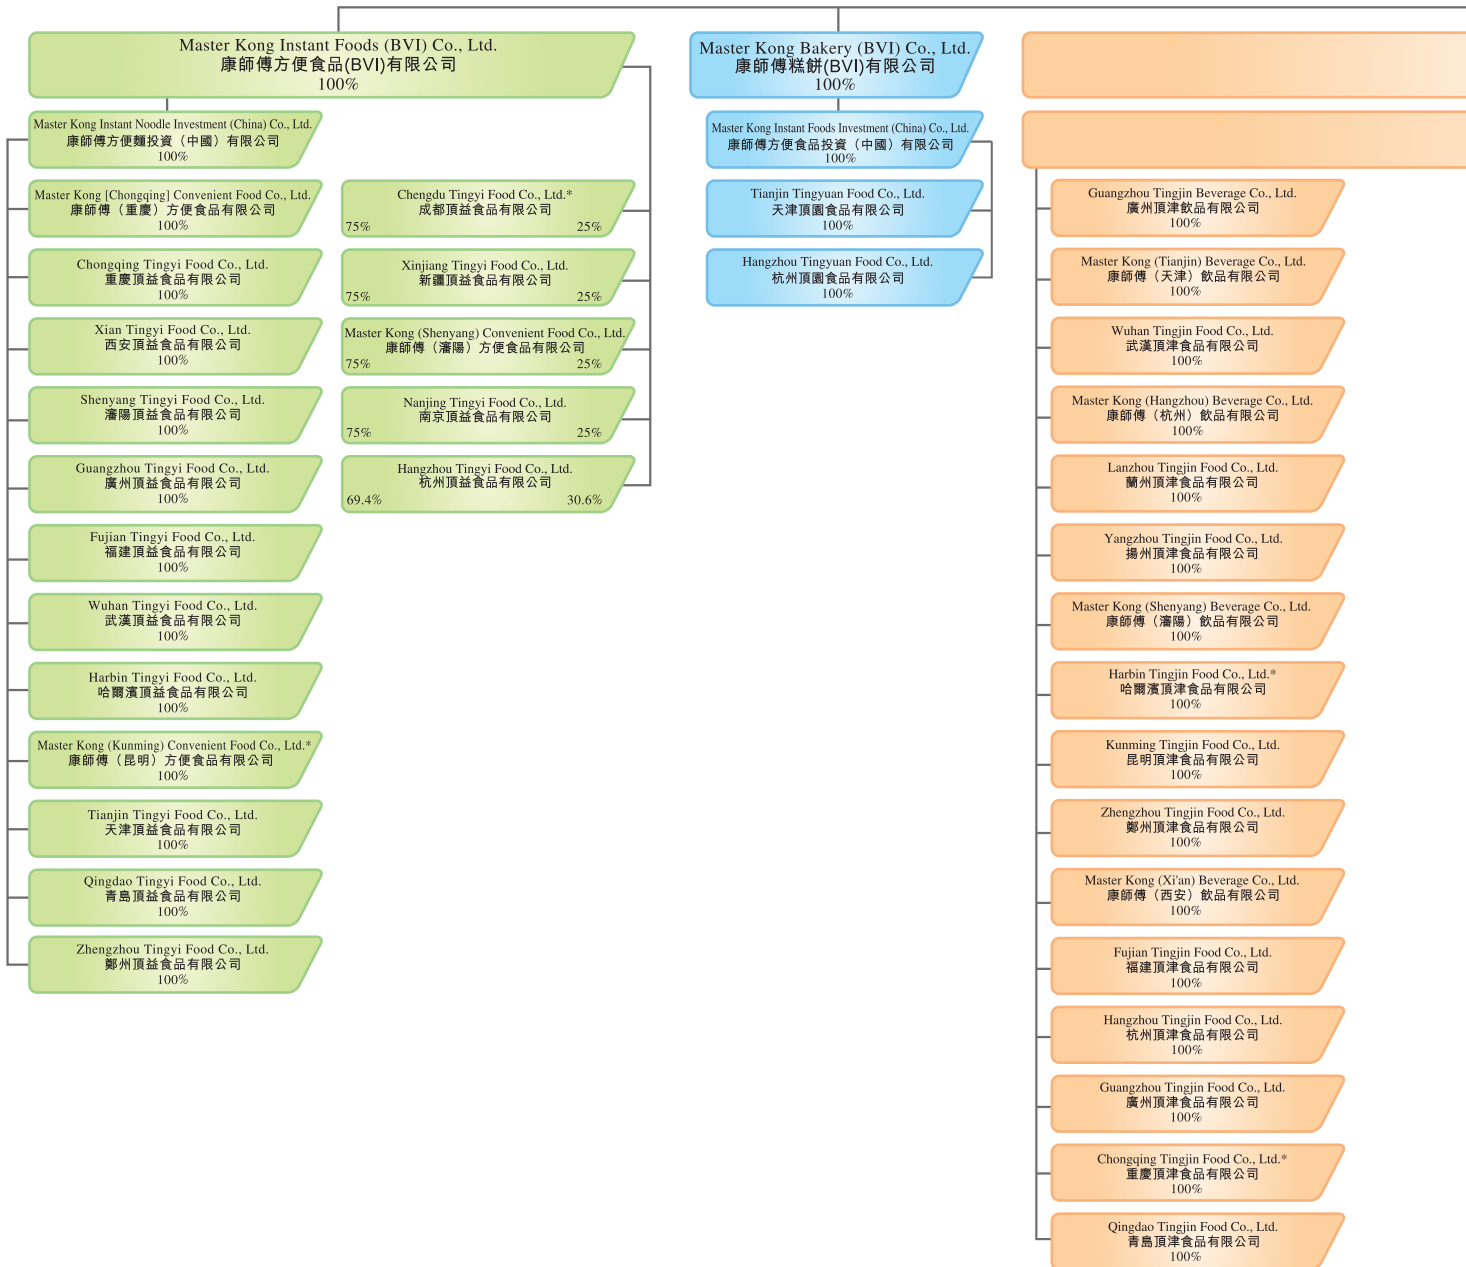 Master Kong Instant Foods (BVI) Co., Ltd.
康師傅方便食品(BVI)有限公司
100%
Master Kong Instant Noodle Investment (China) Co., Ltd.
康師傅方便麵投資（中國）有限公司
100%
Master Kong [Chongqing] Convenient Food Co., Ltd.
康師傅（重慶）方便食品有限公司
100%
Chongqing Tingyi Food Co., Ltd.
重慶頂益食品有限公司
100%
Xian Tingyi Food Co., Ltd.
西安頂益食品有限公司
100%
Shenyang Tingyi Food Co., Ltd.
瀋陽頂益食品有限公司
100%
Guangzhou Tingyi Food Co., Ltd.
廣州頂益食品有限公司
100%
Fujian Tingyi Food Co., Ltd.
福建頂益食品有限公司
100%
Wuhan Tingyi Food Co., Ltd.
武漢頂益食品有限公司
100%
Harbin Tingyi Food Co., Ltd.
哈爾濱頂益食品有限公司
100%
Master Kong (Kunming) Convenient Food Co., Ltd.*
康師傅（昆明）方便食品有限公司
100%
Tianjin Tingyi Food Co., Ltd.
天津頂益食品有限公司
100%
Qingdao Tingyi Food Co., Ltd.
青島頂益食品有限公司
100%
Zhengzhou Tingyi Food Co., Ltd.
鄭州頂益食品有限公司
100%
Chengdu Tingyi Food Co., Ltd.*
成都頂益食品有限公司
75% 25%
Xinjiang Tingyi Food Co., Ltd.
新疆頂益食品有限公司
75% 25%
Master Kong (Shenyang) Convenient Food Co., Ltd.
康師傅（瀋陽）方便食品有限公司
75% 25%
Nanjing Tingyi Food Co., Ltd.
南京頂益食品有限公司
75% 25%
Hangzhou Tingyi Food Co., Ltd.
杭州頂益食品有限公司
69.4% 30.6%
Master Kong Bakery (BVI) Co., Ltd.
康師傅糕餅(BVI)有限公司
100%
Master Kong Instant Foods Investment (China) Co., Ltd.
康師傅方便食品投資（中國）有限公司
100%
Tianjin Tingyuan Food Co., Ltd.
天津頂園食品有限公司
100%
Hangzhou Tingyuan Food Co., Ltd.
杭州頂園食品有限公司
100%
Guangzhou Tingjin Beverage Co., Ltd.
廣州頂津飲品有限公司
100%
Master Kong (Tianjin) Beverage Co., Ltd.
康師傅（天津）飲品有限公司
100%
Wuhan Tingjin Food Co., Ltd.
武漢頂津食品有限公司
100%
Master Kong (Hangzhou) Beverage Co., Ltd.
康師傅（杭州）飲品有限公司
100%
Lanzhou Tingjin Food Co., Ltd.
蘭州頂津食品有限公司
100%
Yangzhou Tingjin Food Co., Ltd.
揚州頂津食品有限公司
100%
Master Kong (Shenyang) Beverage Co., Ltd.
康師傅（瀋陽）飲品有限公司
100%
Harbin Tingjin Food Co., Ltd.*
哈爾濱頂津食品有限公司
100%
Kunming Tingjin Food Co., Ltd.
昆明頂津食品有限公司
100%
Zhengzhou Tingjin Food Co., Ltd.
鄭州頂津食品有限公司
100%
Master Kong (Xi'an) Beverage Co., Ltd.
康師傅（西安）飲品有限公司
100%
Fujian Tingjin Food Co., Ltd.
福建頂津食品有限公司
100%
Hangzhou Tingjin Food Co., Ltd.
杭州頂津食品有限公司
100%
Guangzhou Tingjin Food Co., Ltd.
廣州頂津食品有限公司
100%
Chongqing Tingjin Food Co., Ltd.*
重慶頂津食品有限公司
100%
Qingdao Tingjin Food Co., Ltd.
青島頂津食品有限公司
100%